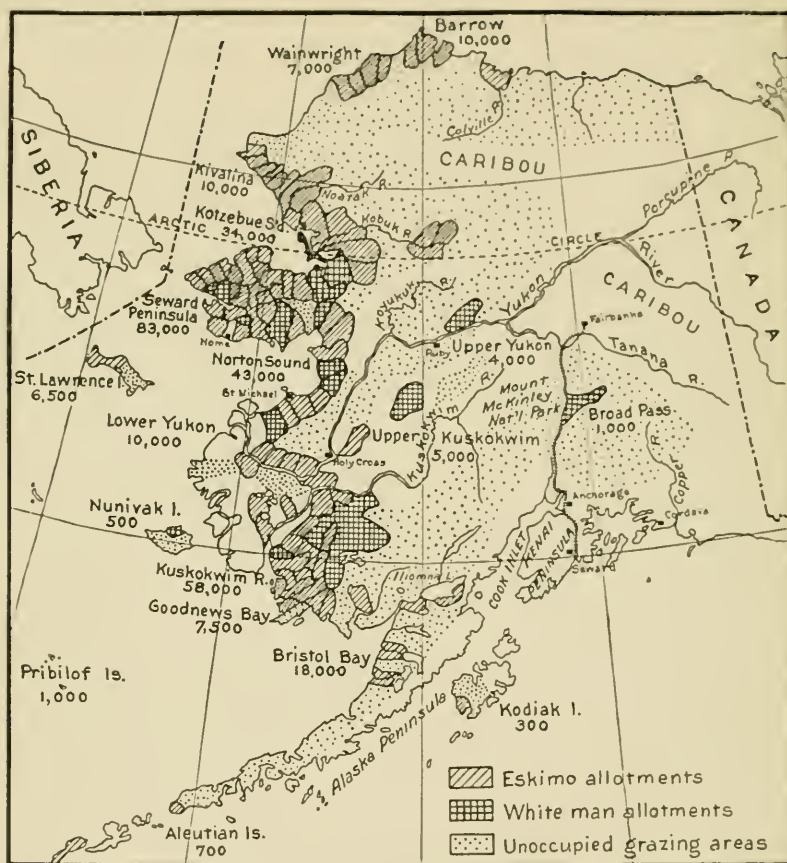 Barrow
10,000
Wainwright
7,000
Colville R.
CARIBOU
SIBERIA
Kivalina
10,000
Noatak R.
Porcupine R.
CANADA
Kotzebue Sd.
34,000
Kobuk R.
ARCTIC
CIRCLE
River
Yukon
CARIBOU
Koyukuk R.
Seward
Peninsula
83,000
Nome
Fairbanks
Ruby
Upper Yukon
4,000
Tanana R.
Norton Sound
43,000
St. Lawrence I.
6,500
St Michael
Mount
McKinley
Nat'l Park
Broad Pass
1,000
Lower Yukon
10,000
Upper Kuskokwim
5,000
Kuskokwim R.
Holy Cross
Copper R.
Nunivak I.
500
Anchorage
Cordova
Kuskokwim R.
58,000
Iliamna L.
COOK INLET
KENAI
PENINSULA
Seward
Goodnews Bay
7,500
Bristol Bay
18,000
Pribilof Is.
1,000
Kodiak I.
300
Alaska Peninsula
Aleutian Is.
700
Eskimo allotments
White man allotments
Unoccupied grazing areas